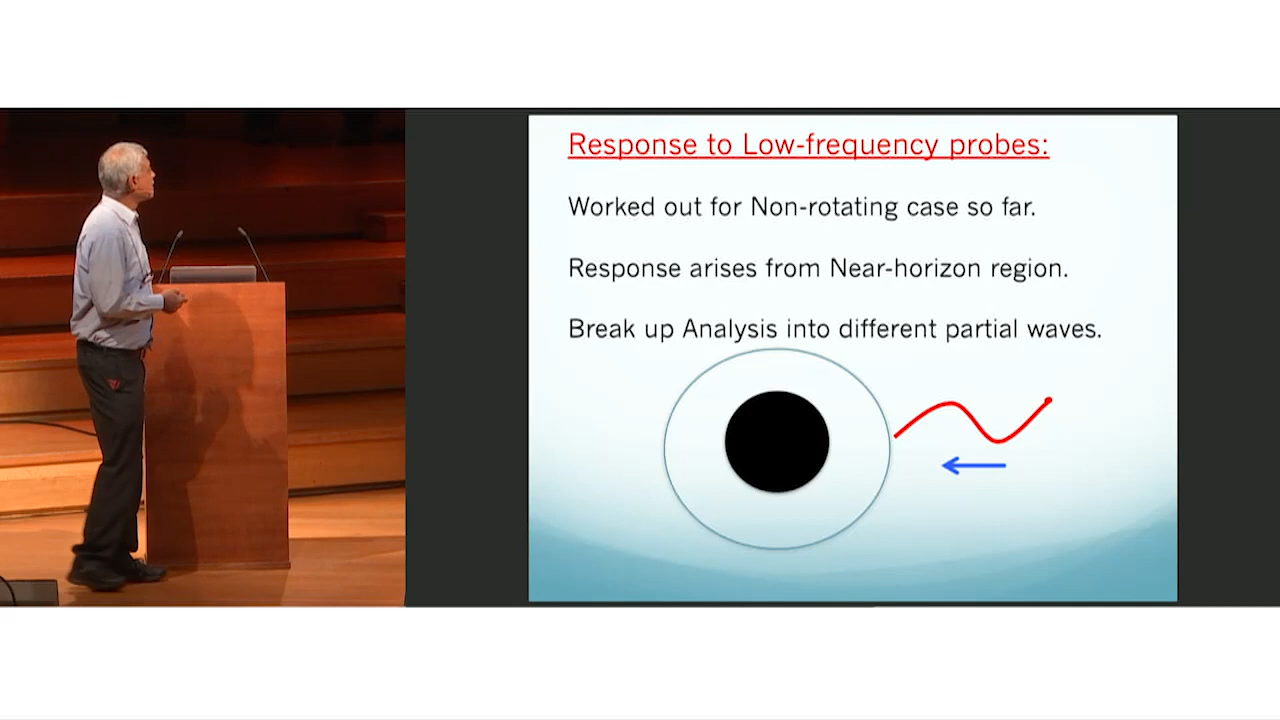 Response to Low-frequency probes:
Worked out for Non-rotating case so far.
Response arises from Near-horizon region.
Break up Analysis into different partial waves.